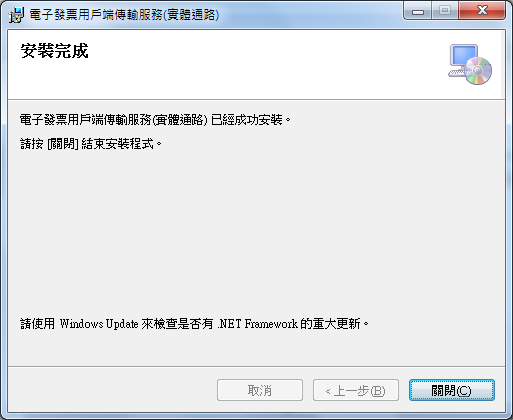 電子發票用戶端傳輸服務(實體通路)
安裝完成
電子發票用戶端傳輸服務(實體通路) 已經成功安裝。
請按 [關閉] 結束安裝程式。
請使用 Windows Update 來檢查是否有 .NET Framework 的重大更新。
取消
< 上一步(B)
關閉(C)